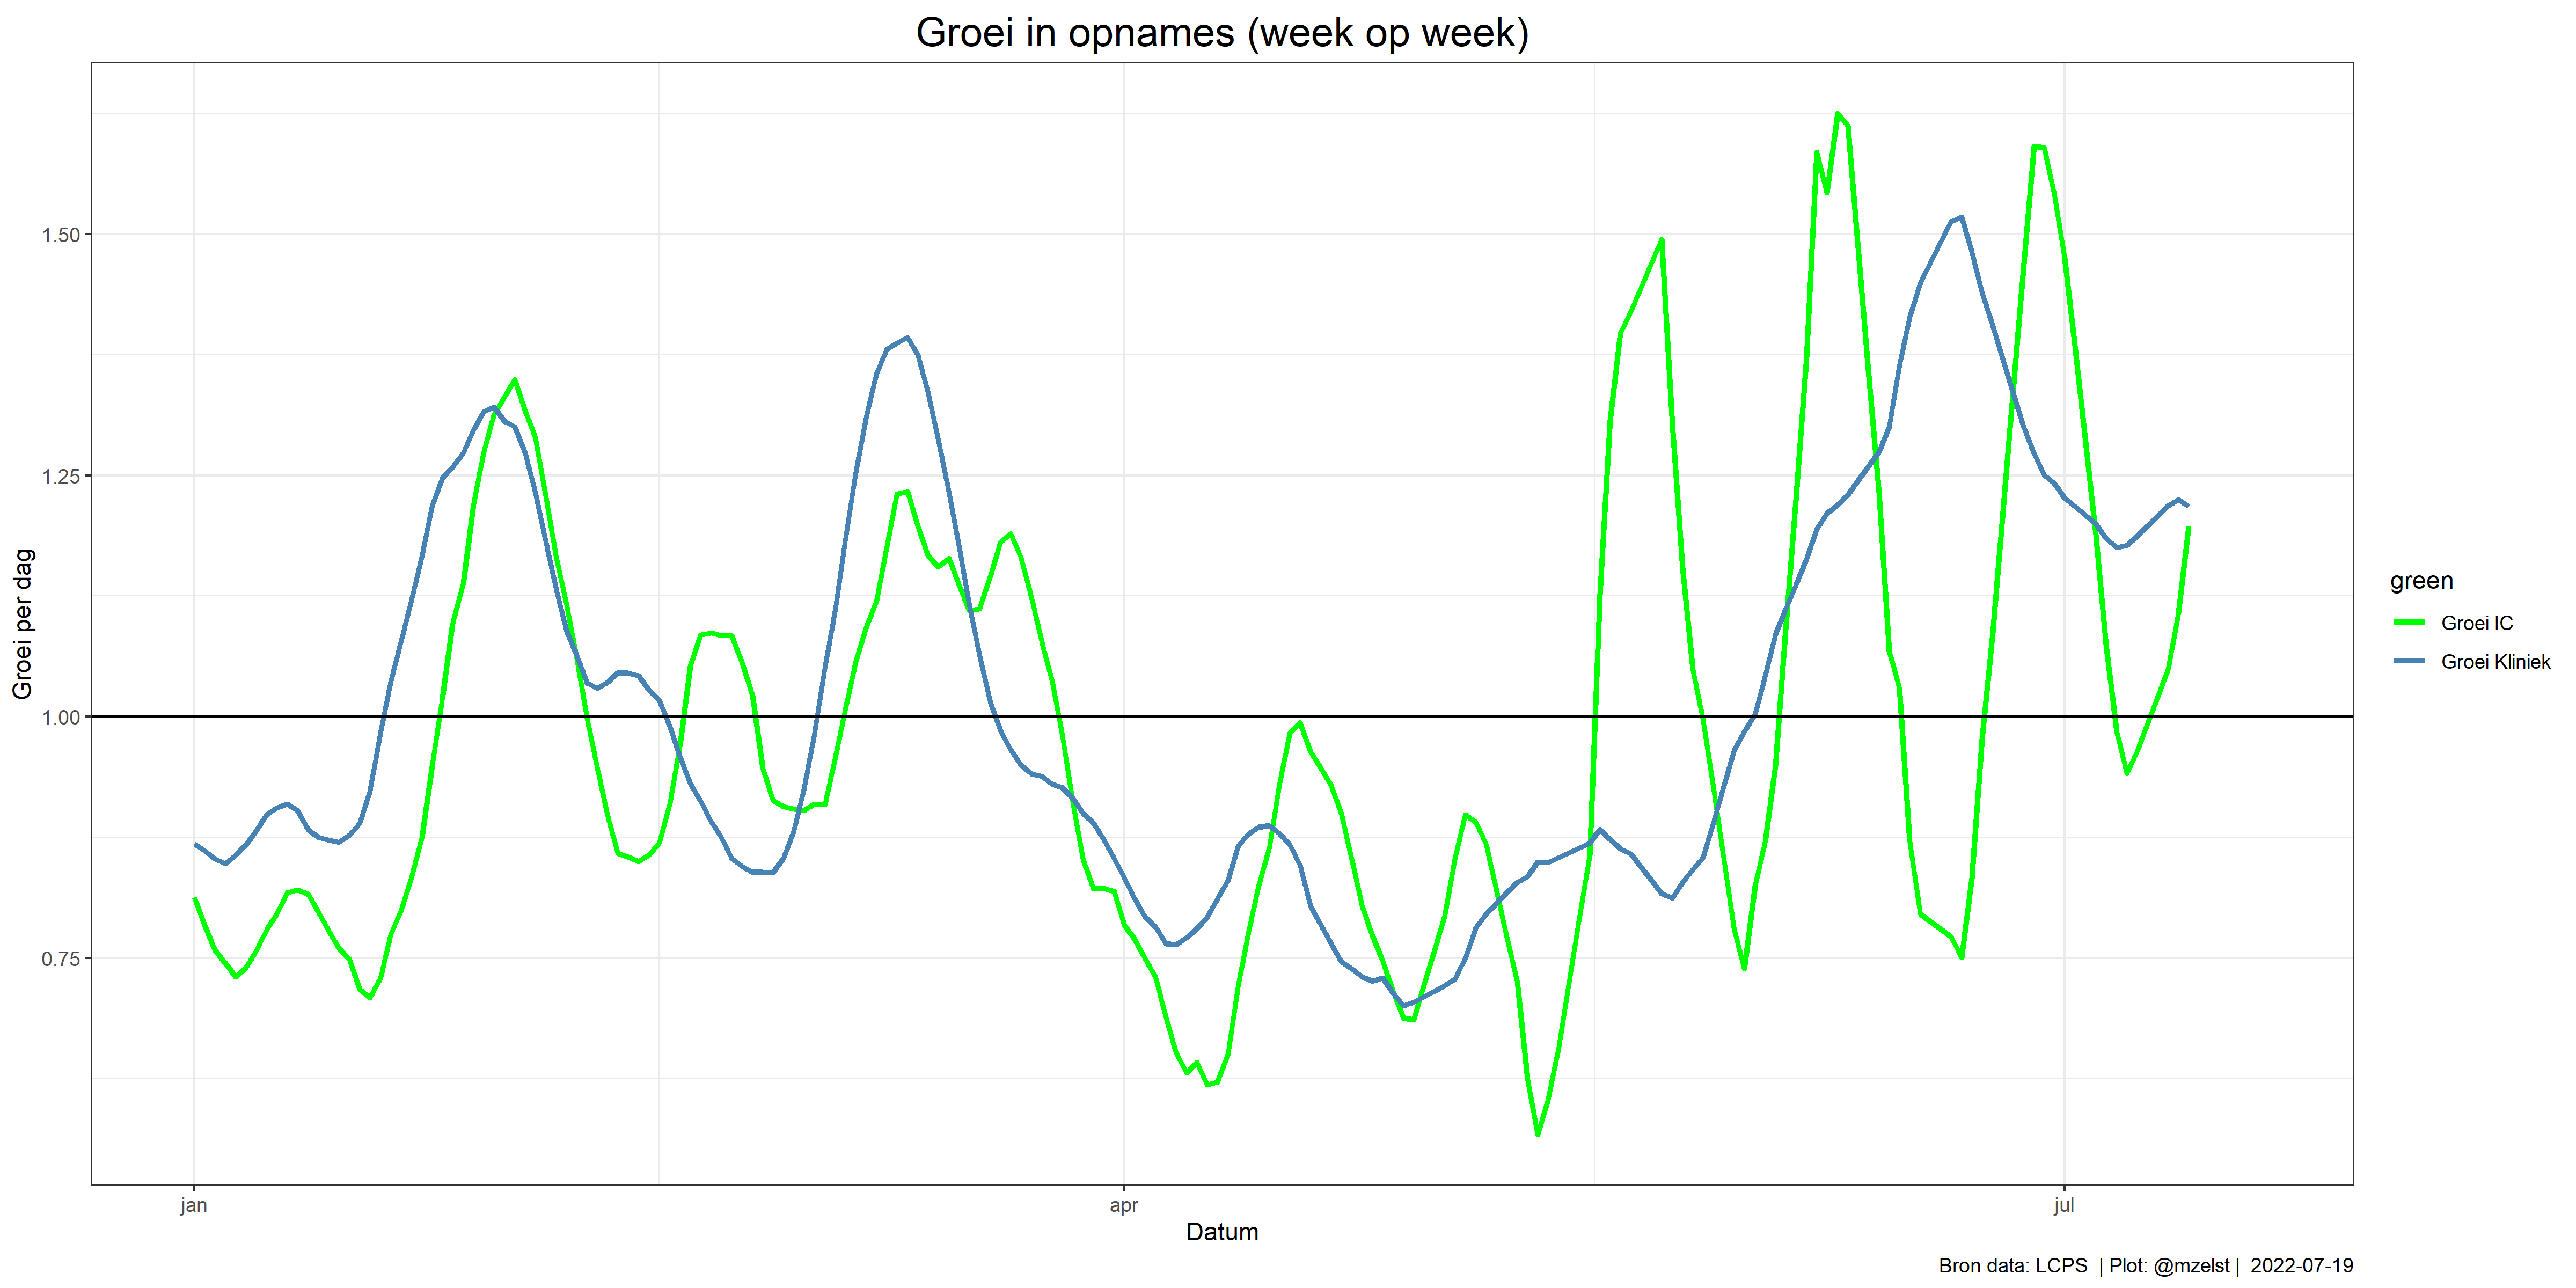 Groei in opnames (week op week)
Groei per dag
1.50
1.25
1.00
0.75
jan
apr
jul
Datum
green
Groei IC
Groei Kliniek
Bron data: LCPS | Plot: @mzelst | 2022-07-19